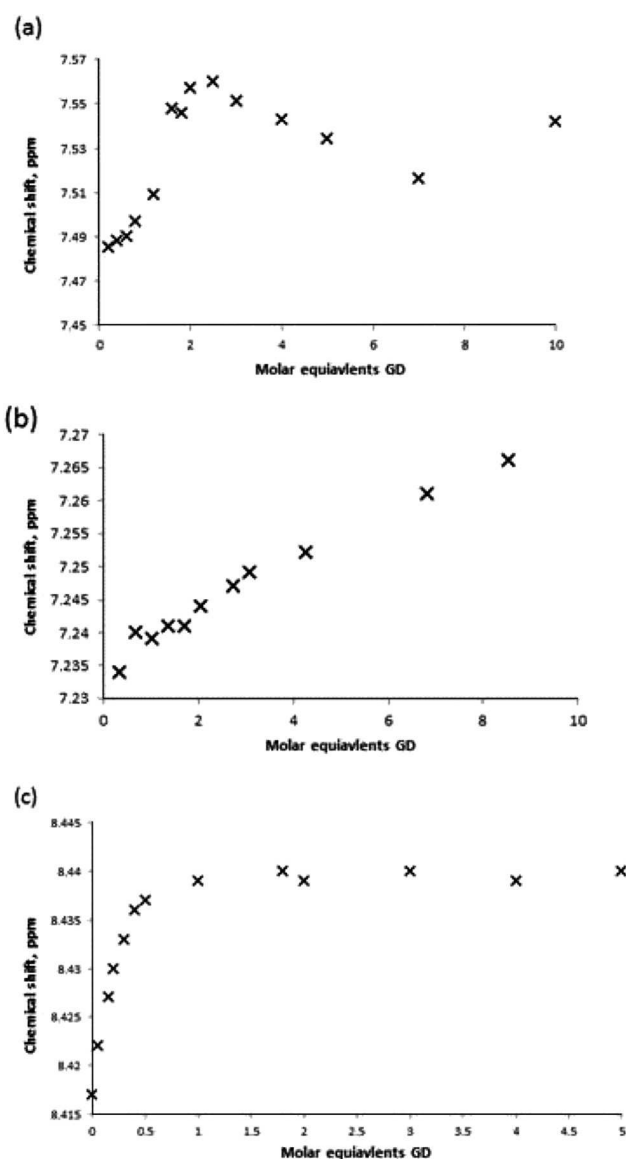 (a)
7.57
7.55
7.53
7.51
7.49
7.47
7.45
Chemical shift, ppm
0 2 4 6 8 10
Molar equiavlents GD
(b)
7.27
7.265
7.26
7.255
7.25
7.245
7.24
7.235
7.23
Chemical shift, ppm
0 2 4 6 8 10
Molar equiavlents GD
(c)
8.445
8.44
8.435
8.43
8.425
8.42
8.415
Chemical shift, ppm
0 0.5 1 1.5 2 2.5 3 3.5 4 4.5 5
Molar equiavlents GD